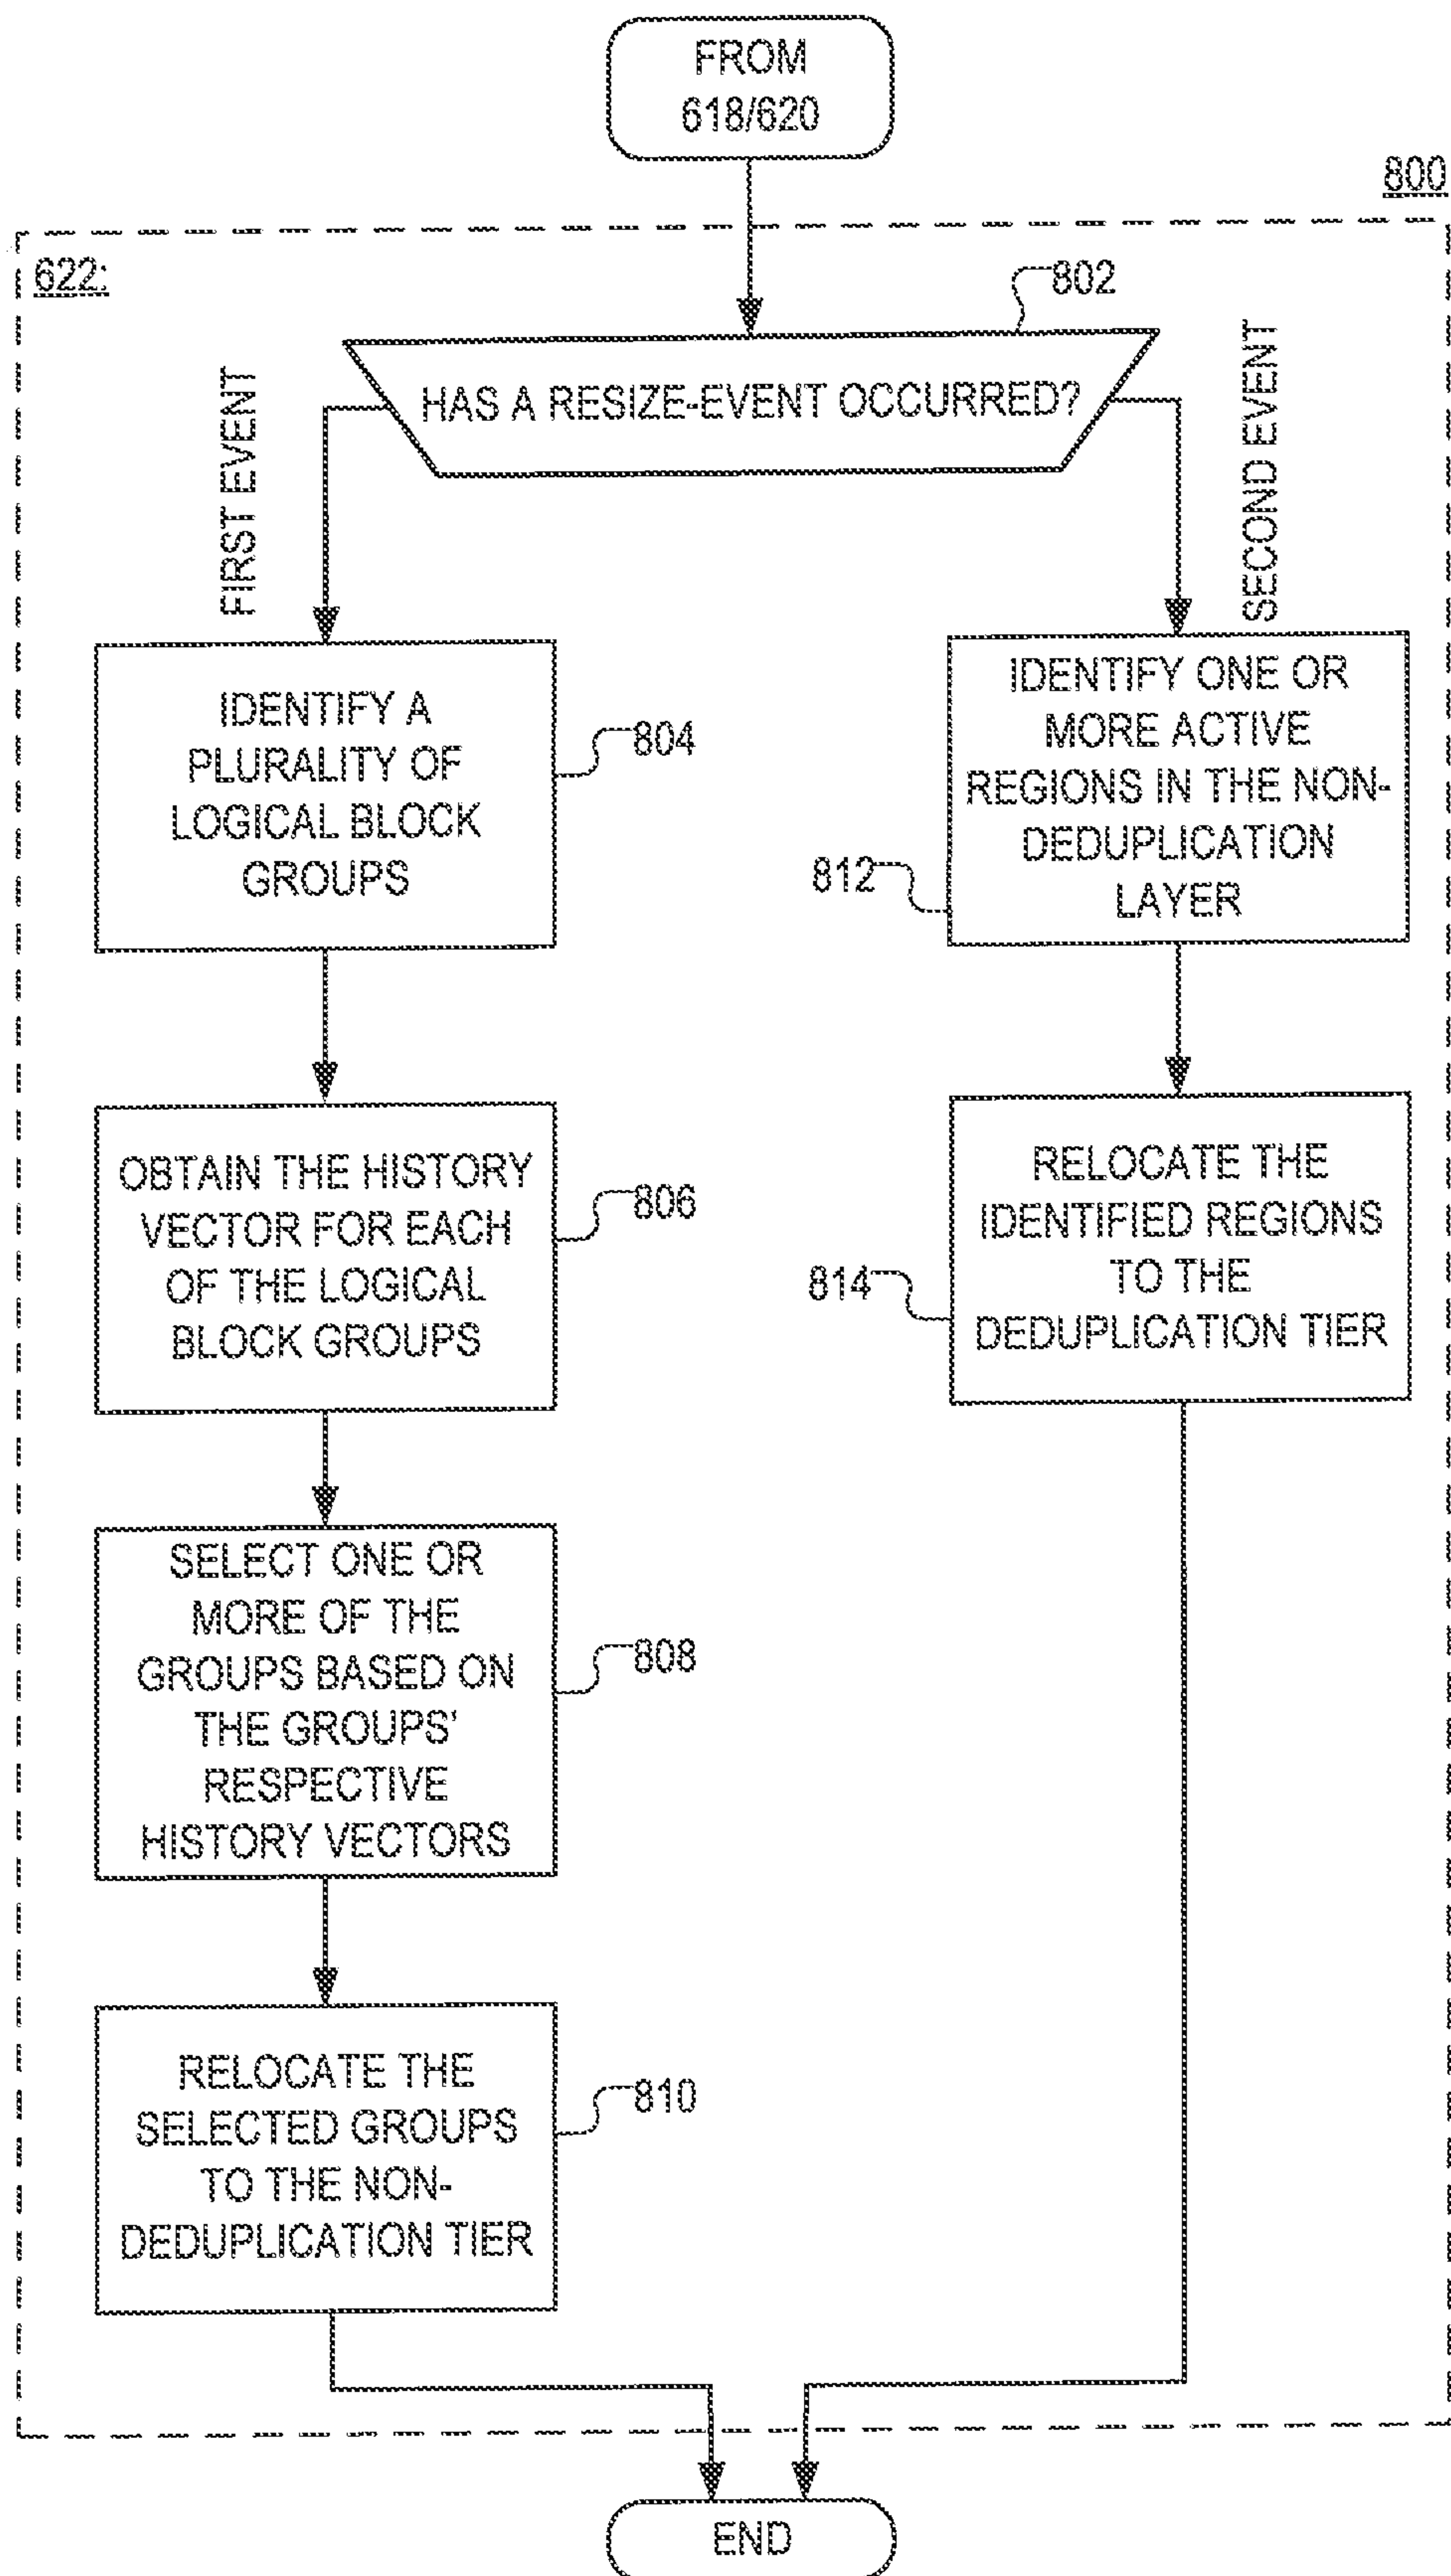 FROM
618/620
800
622:
802
HAS A RESIZE-EVENT OCCURRED?
FIRST EVENT
SECOND EVENT
IDENTIFY A
PLURALITY OF
LOGICAL BLOCK
GROUPS
804
OBTAIN THE HISTORY
VECTOR FOR EACH
OF THE LOGICAL
BLOCK GROUPS
806
SELECT ONE OR
MORE OF THE
GROUPS BASED ON
THE GROUPS'
RESPECTIVE
HISTORY VECTORS
808
RELOCATE THE
SELECTED GROUPS
TO THE NON-
DEDUPLICATION TIER
810
IDENTIFY ONE OR
MORE ACTIVE
REGIONS IN THE NON-
DEDUPLICATION
LAYER
812
RELOCATE THE
IDENTIFIED REGIONS
TO THE
DEDUPLICATION TIER
814
END